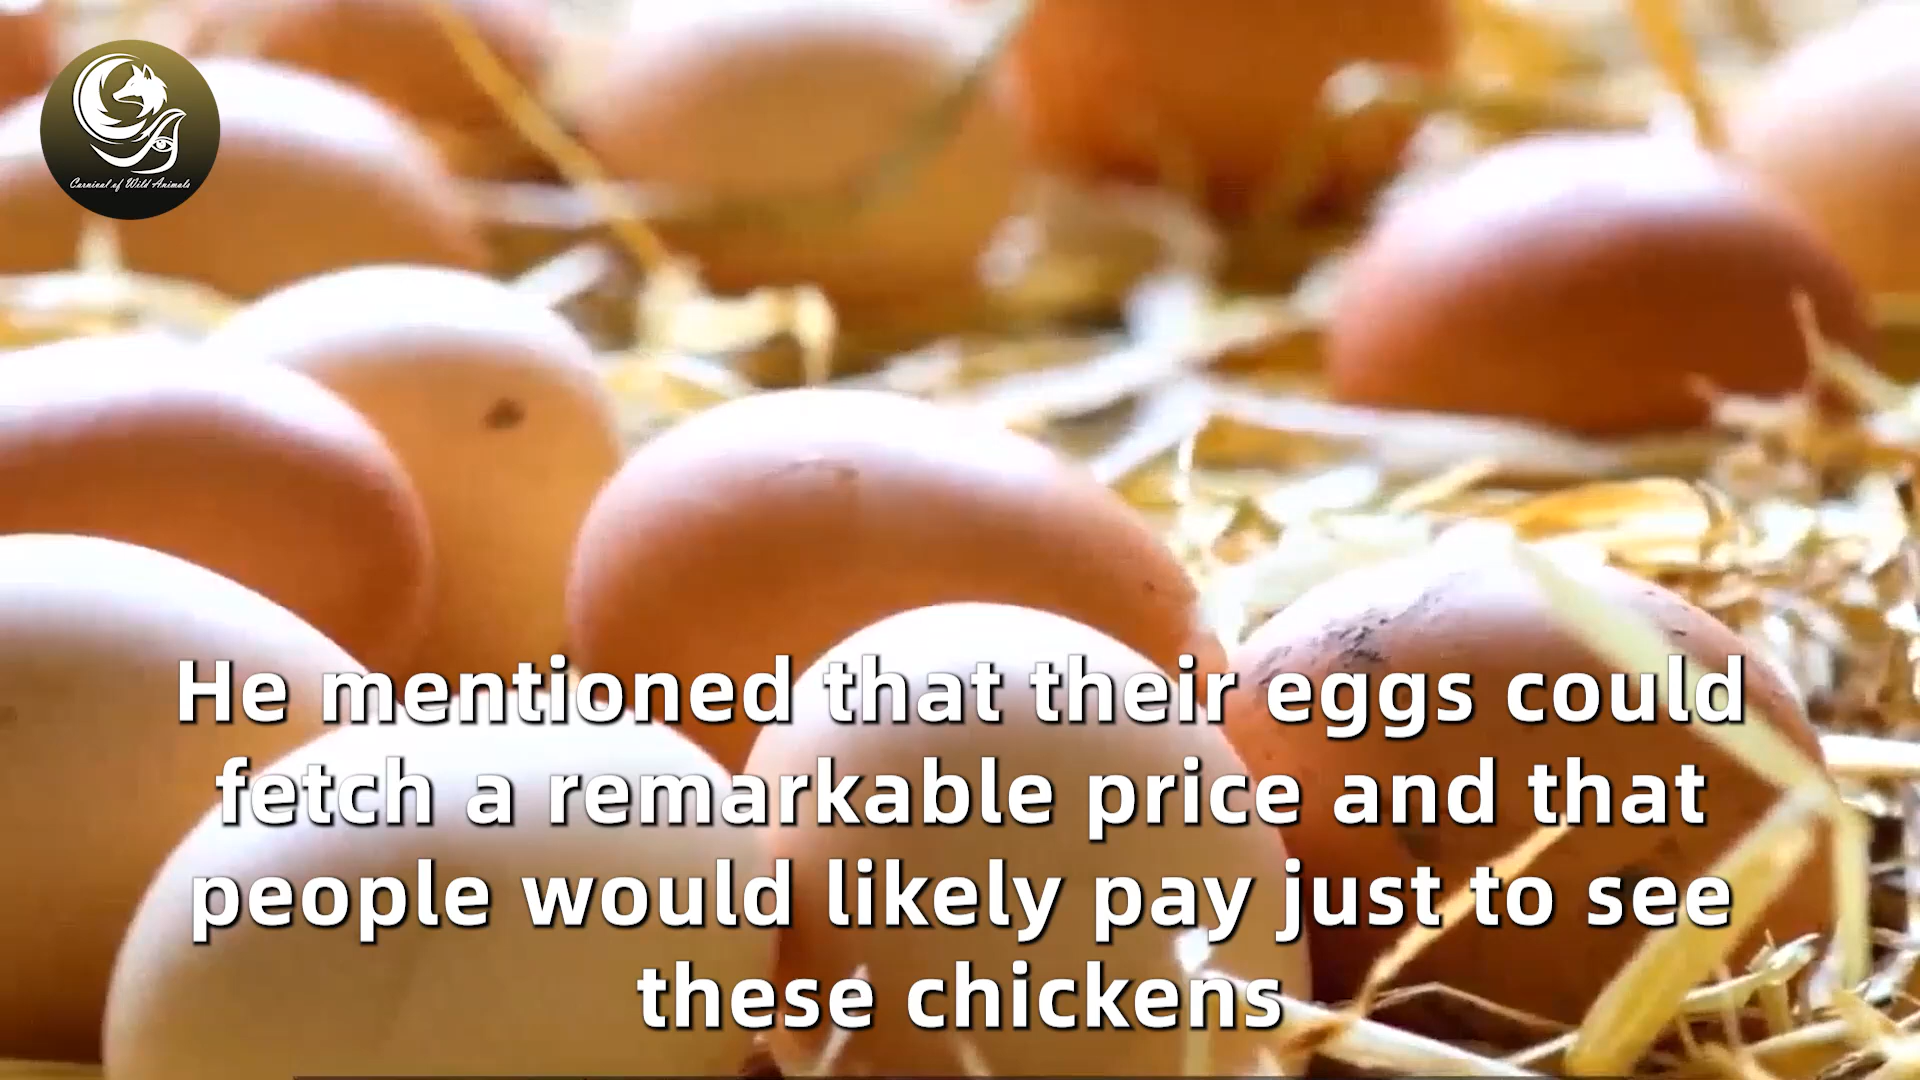 Carnival of Wild Animals
He mentioned that their eggs could
fetch a remarkable price and that
people would likely pay just to see
these chickens